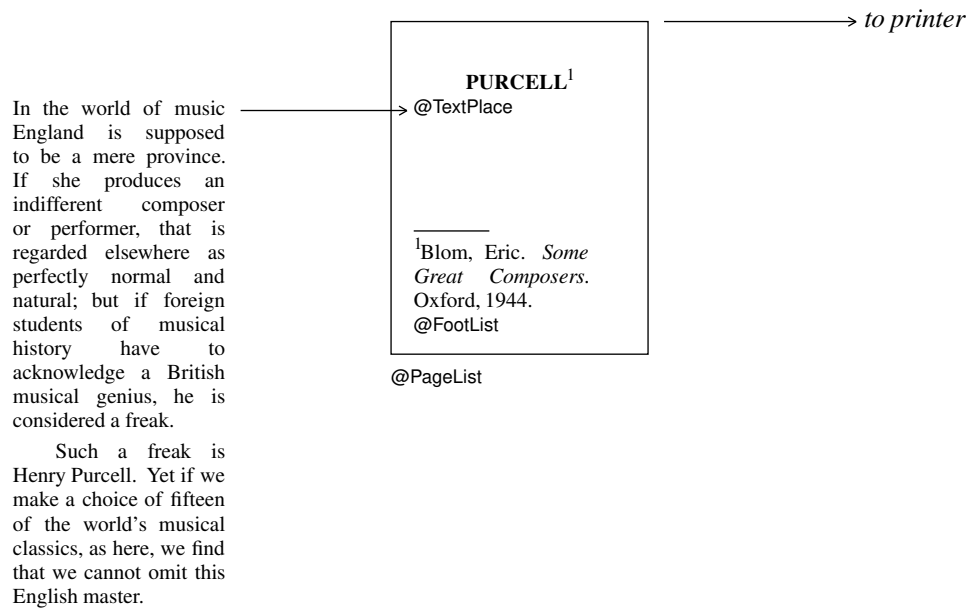 to printer
PURCELL1
@TextPlace
1Blom, Eric. Some
Great Composers.
Oxford, 1944.
@FootList
@PageList
In the world of music
England is supposed
to be a mere province.
If she produces an
indifferent composer
or performer, that is
regarded elsewhere as
perfectly normal and
natural; but if foreign
students of musical
history have to
acknowledge a British
musical genius, he is
considered a freak.
Such a freak is
Henry Purcell. Yet if we
make a choice of fifteen
of the world's musical
classics, as here, we find
that we cannot omit this
English master.